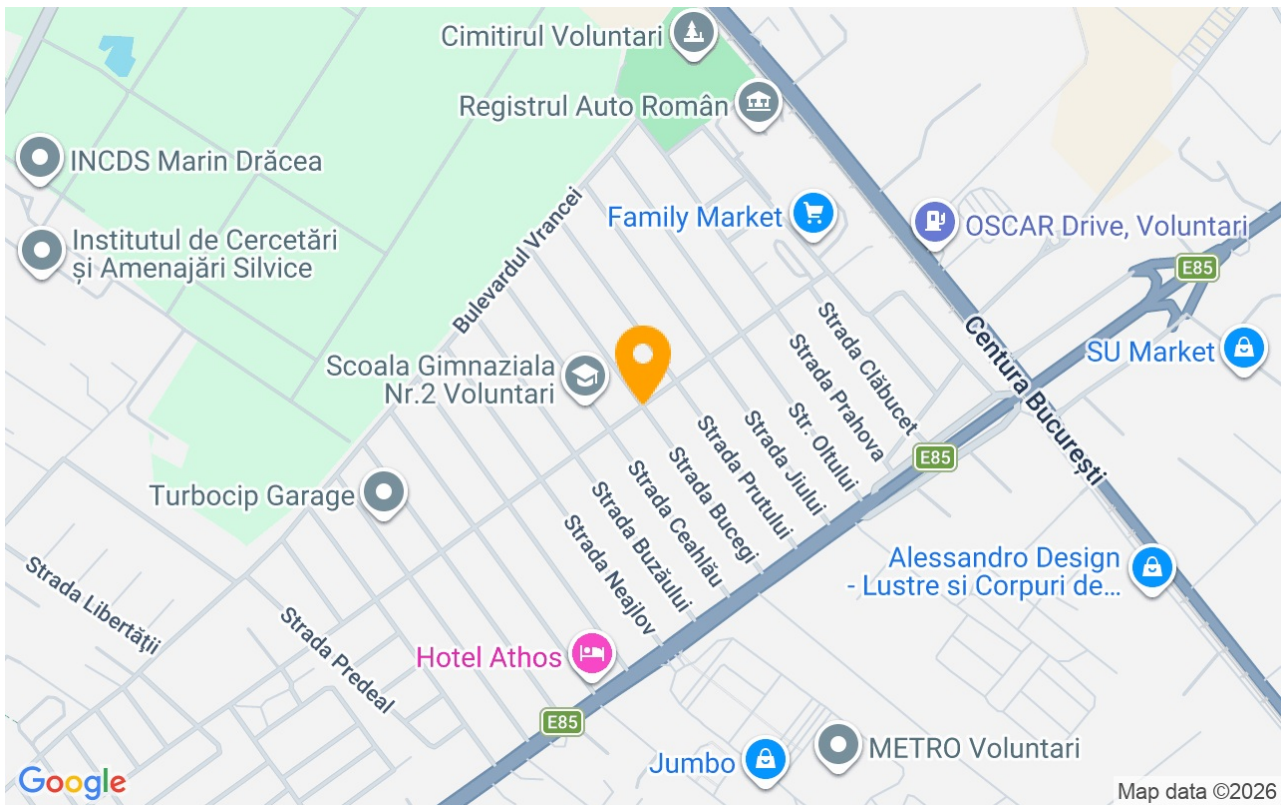 Cimitirul Voluntari
Registrul Auto Român
INCDS Marin Drăcea
Bulevardul Vrancei
Family Market
OSCAR Drive, Voluntari
Institutul de Cercetări
și Amenajări Silvice
E85
Centura București
Strada Clăbucet
SU Market
Scoala Gimnaziala
Nr.2 Voluntari
Strada Prahova
Str. Oltului
Strada Jiului
Strada Prutului
Strada Bucegi
Strada Ceahlău
Strada Buzăului
Strada Neajlov
E85
Turbocip Garage
Alessandro Design
- Lustre si Corpuri de...
Strada Libertății
Strada Predeal
Hotel Athos
E85
METRO Voluntari
Jumbo
Google
Map data ©2026